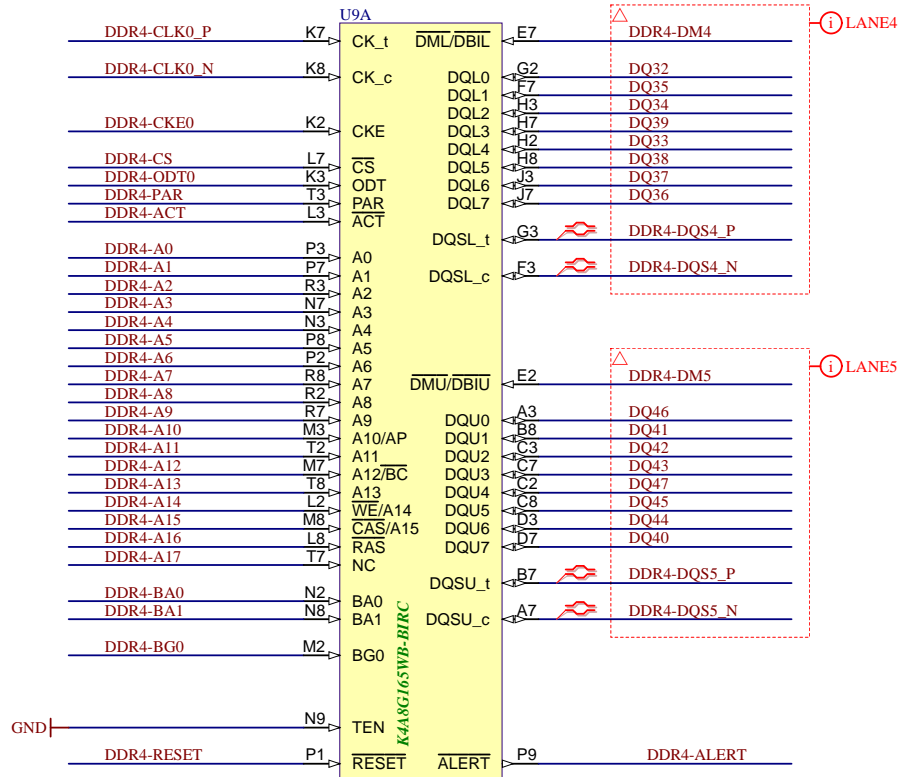 U9A
DDR4-CLK0_P K7 CK_t DML/DBIL E7 DDR4-DM4 i LANE4
DDR4-CLK0_N K8 CK_c DQL0 G2 DQ32
DQL1 F7 DQ35
DQL2 H3 DQ34
DDR4-CKE0 K2 CKE DQL3 H7 DQ39
DQL4 H2 DQ33
DDR4-CS L7 CS DQL5 H8 DQ38
DDR4-ODT0 K3 ODT DQL6 J3 DQ37
DDR4-PAR T3 PAR DQL7 J7 DQ36
DDR4-ACT L3 ACT
DQSL_t G3 DDR4-DQS4_P
DDR4-A0 P3 A0
DDR4-A1 P7 A1 DQSL_c F3 DDR4-DQS4_N
DDR4-A2 R3 A2
DDR4-A3 N7 A3
DDR4-A4 N3 A4
DDR4-A5 P8 A5
DDR4-A6 P2 A6
DDR4-A7 R8 A7 DMU/DBIU E2 DDR4-DM5 i LANE5
DDR4-A8 R2 A8
DDR4-A9 R7 A9 DQU0 A3 DQ46
DDR4-A10 M3 A10/AP DQU1 B8 DQ41
DDR4-A11 T2 A11 DQU2 C3 DQ42
DDR4-A12 M7 A12/BC DQU3 C7 DQ43
DDR4-A13 T8 A13 DQU4 C2 DQ47
DDR4-A14 L2 WE/A14 DQU5 C8 DQ45
DDR4-A15 M8 CAS/A15 DQU6 D3 DQ44
DDR4-A16 L8 RAS DQU7 D7 DQ40
DDR4-A17 T7 NC
DQSU_t B7 DDR4-DQS5_P
DDR4-BA0 N2 BA0
DDR4-BA1 N8 BA1 DQSU_c A7 DDR4-DQS5_N
DDR4-BG0 M2 BG0
K4A8G165WB-BIRC
GND N9 TEN
DDR4-RESET P1 RESET ALERT P9 DDR4-ALERT